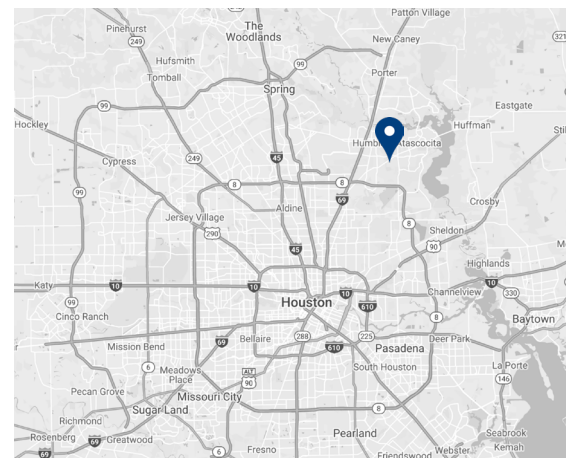 Patton Village
Pinehurst
The
Woodlands
249
New Caney
321
Hufsmith
99
Porter
Tomball
Spring
Eastgate
99
Hockley
Huffman
Humble
Atascocita
Cypress
249
45
99
8
8
69
Crosby
Aldine
Jersey Village
8
Sheldon
290
90
45
Highlands
Katy
10
10
10
10
Channelview
330
Houston
610
99
Cinco Ranch
8
Baytown
288
225
Mission Bend
69
Bellaire
610
Pasadena
Deer Park
6
Meadows
Place
ALT
90
South Houston
La Porte
146
Pecan Grove
Missouri City
Sugar Land
8
Richmond
Rosenberg
69
Greatwood
Pearland
Seabrook
6
Fresno
Friendswood
Webster
Kemah